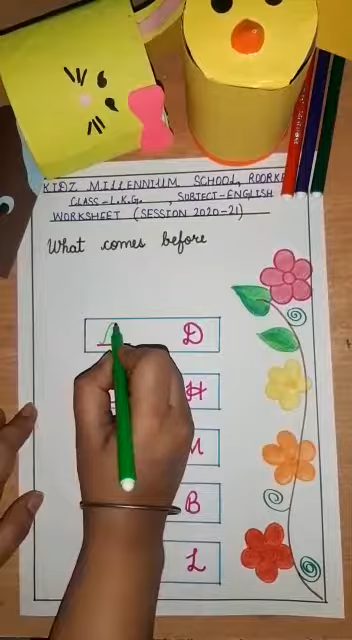 KIDZ MILLENNIUM SCHOOL, ROORKE
CLASS-L.K.G., SUBJECT-ENGLISH
WORKSHEET (SESSION 2020-21)
What comes before
D
H
M
B
L